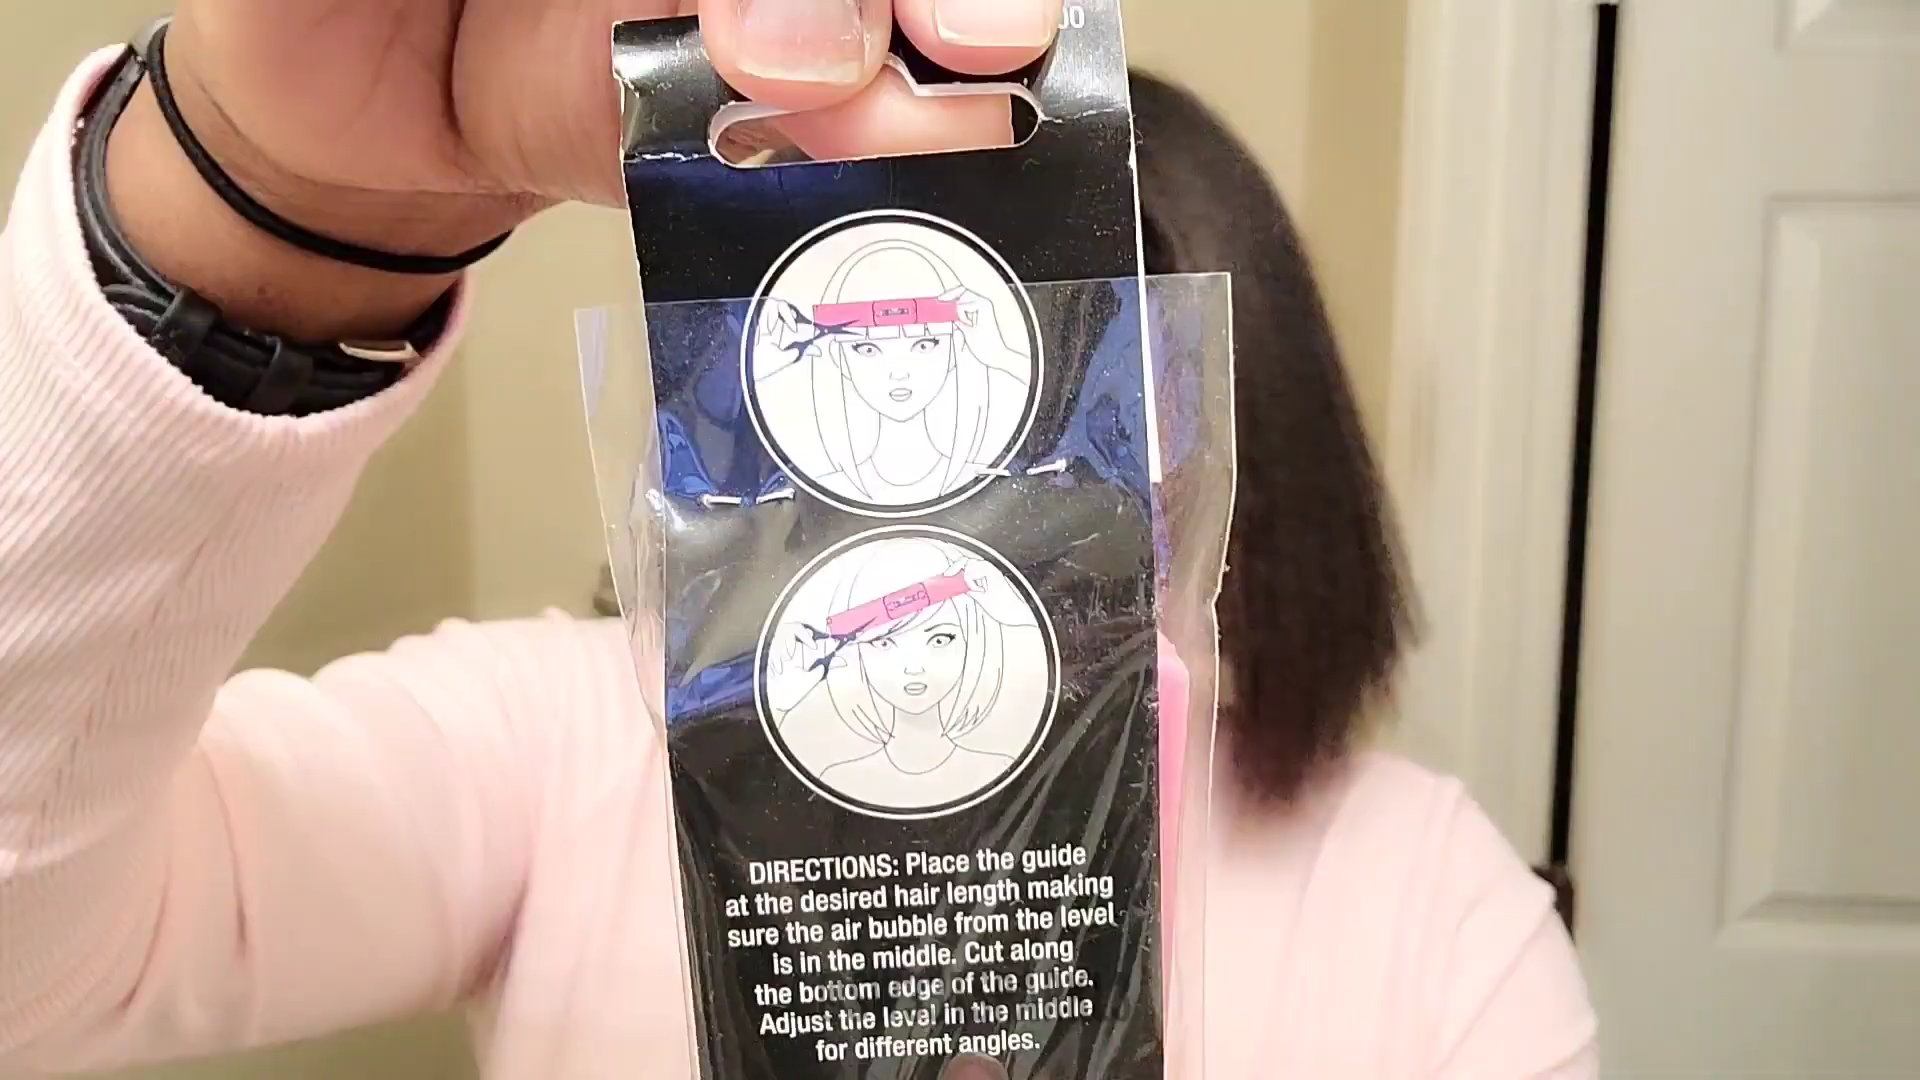 DIRECTIONS: Place the guide
at the desired hair length making
sure the air bubble from the level
is in the middle. Cut along
the bottom edge of the guide.
Adjust the level in the middle
for different angles.